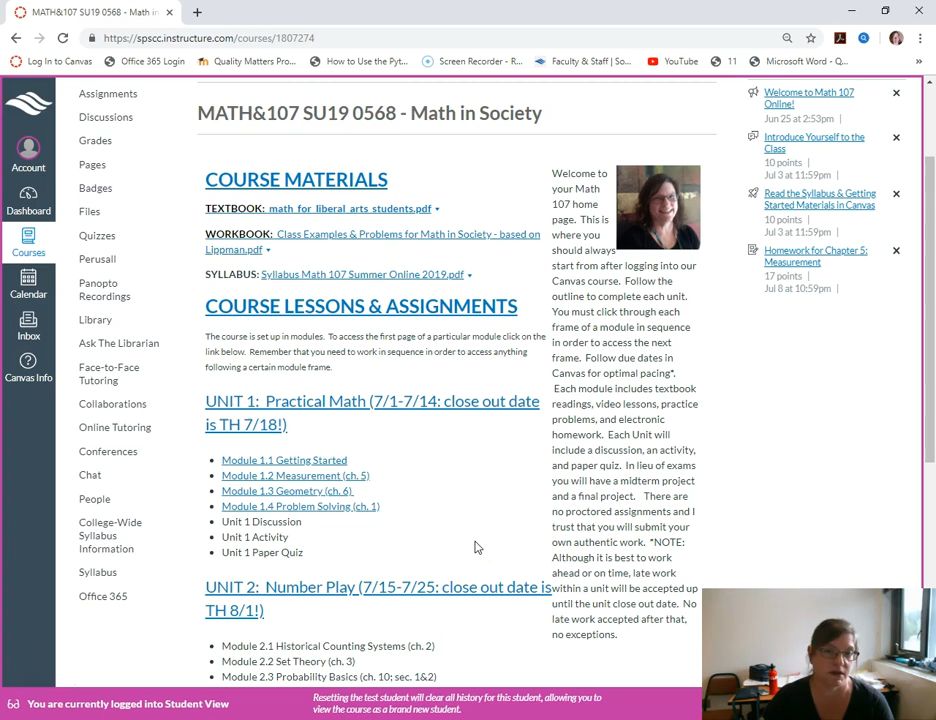 MATH&107 SU19 0568 - Math in
https://spscc.instructure.com/courses/1807274
Log In to Canvas
Office 365 Login
Quality Matters Pro...
How to Use the Pyt...
Screen Recorder - R...
Faculty & Staff | So...
YouTube
11
Microsoft Word - Q...
»
Account
Dashboard
Courses
Calendar
Inbox
Canvas Info
Assignments
Discussions
Grades
Pages
Badges
Files
Quizzes
Perusall
Panopto
Recordings
Library
Ask The Librarian
Face-to-Face
Tutoring
Collaborations
Online Tutoring
Conferences
Chat
People
College-Wide
Syllabus
Information
Syllabus
Office 365
MATH&107 SU19 0568 - Math in Society
COURSE MATERIALS
TEXTBOOK: math_for_liberal_arts_students.pdf
WORKBOOK: Class Examples & Problems for Math in Society - based on
Lippman.pdf
SYLLABUS: Syllabus Math 107 Summer Online 2019.pdf
COURSE LESSONS & ASSIGNMENTS
The course is set up in modules. To access the first page of a particular module click on the
link below. Remember that you need to work in sequence in order to access anything
following a certain module frame.
UNIT 1: Practical Math (7/1-7/14: close out date
is TH 7/18!)
Module 1.1 Getting Started
Module 1.2 Measurement (ch. 5)
Module 1.3 Geometry (ch. 6)
Module 1.4 Problem Solving (ch. 1)
Unit 1 Discussion
Unit 1 Activity
Unit 1 Paper Quiz
UNIT 2: Number Play (7/15-7/25: close out date is
TH 8/1!)
Module 2.1 Historical Counting Systems (ch. 2)
Module 2.2 Set Theory (ch. 3)
Module 2.3 Probability Basics (ch. 10; sec. 1&2)
Welcome to
your Math
107 home
page. This is
where you
should always
start from after logging into our
Canvas course. Follow the
outline to complete each unit.
You must click through each
frame of a module in sequence
in order to access the next
frame. Follow due dates in
Canvas for optimal pacing*.
Each module includes textbook
readings, video lessons, practice
problems, and electronic
homework. Each Unit will
include a discussion, an activity,
and paper quiz. In lieu of exams
you will have a midterm project
and a final project. There are
no proctored assignments and I
trust that you will submit your
own authentic work. *NOTE:
Although it is best to work
ahead or on time, late work
within a unit will be accepted up
until the unit close out date. No
late work accepted after that,
no exceptions.
Welcome to Math 107
Online!
Jun 25 at 2:53pm |
Introduce Yourself to the
Class
10 points |
Jul 3 at 11:59pm |
Read the Syllabus & Getting
Started Materials in Canvas
10 points |
Jul 3 at 11:59pm |
Homework for Chapter 5:
Measurement
17 points |
Jul 8 at 10:59pm |
You are currently logged into Student View
Resetting the test student will clear all history for this student, allowing you to
view the course as a brand new student.